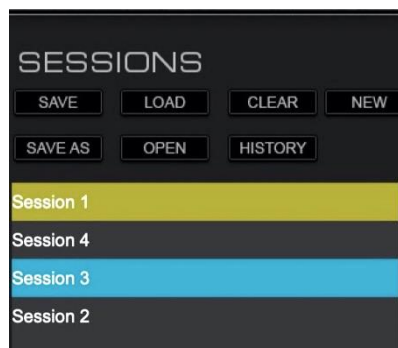 SESSIONS
SAVE LOAD CLEAR NEW
SAVE AS OPEN HISTORY
Session 1
Session 4
Session 3
Session 2